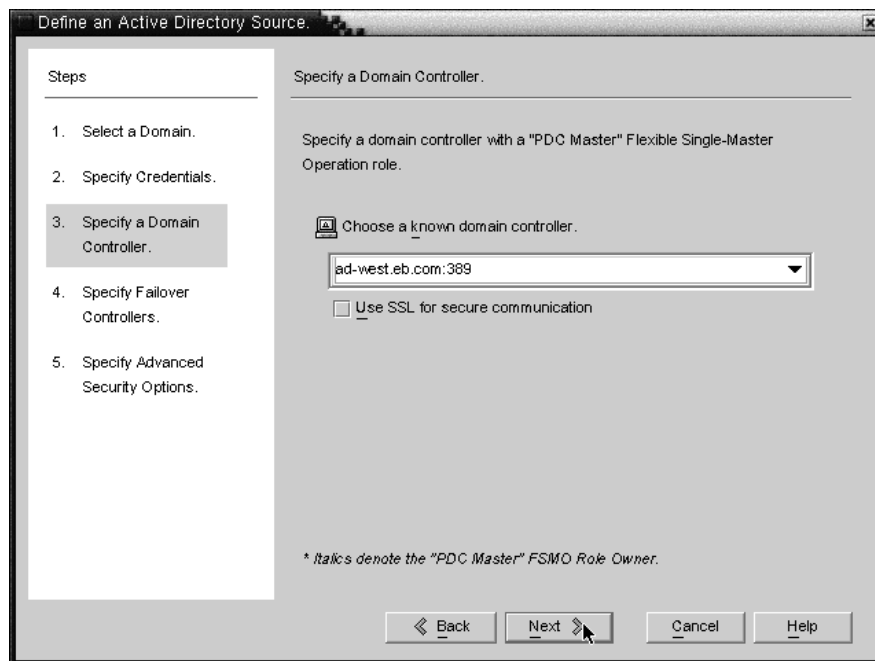 Define an Active Directory Source.
Steps
1. Select a Domain.
2. Specify Credentials.
3. Specify a Domain
Controller.
4. Specify Failover
Controllers.
5. Specify Advanced
Security Options.
Specify a Domain Controller.
Specify a domain controller with a "PDC Master" Flexible Single-Master
Operation role.
Choose a known domain controller.
ad-west.eb.com:389
Use SSL for secure communication
* Italics denote the "PDC Master" FSMO Role Owner.
Back
Next
Cancel
Help